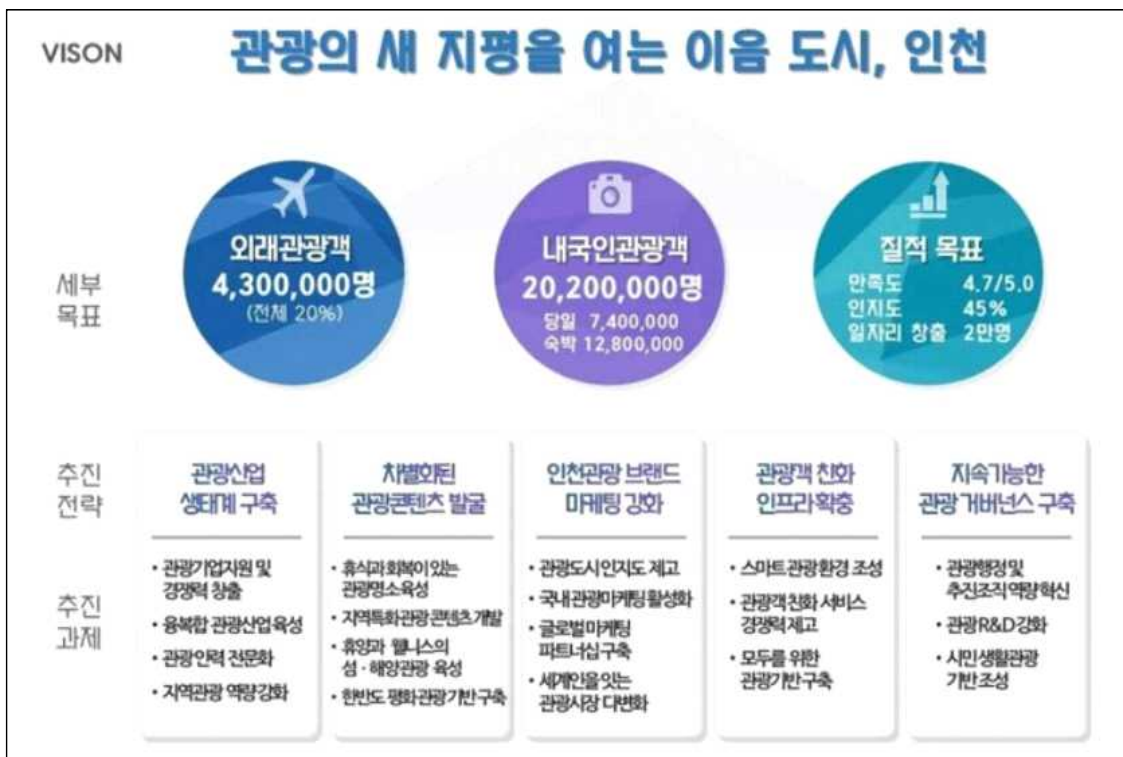 VISON
관광의 새 지평을 여는 이음 도시, 인천
세부
목표
외래관광객
4,300,000명
(전체 20%)
내국인관광객
20,200,000명
당일 7,400,000
숙박 12,800,000
질적 목표
만족도 4.7/5.0
인지도 45%
일자리 창출 2만명
추진
전략
관광산업
생태계 구축
차별화된
관광콘텐츠 발굴
인천관광 브랜드
마케팅 강화
관광객 친화
인프라 확충
지속가능한
관광 거버넌스 구축
추진
과제
• 관광기업지원 및
경쟁력 창출
• 융복합 관광산업 육성
• 관광인력 전문화
• 지역관광 역량 강화
• 휴식과 회복이 있는
관광명소 육성
• 지역특화 관광 콘텐츠 개발
• 휴양과 웰니스의
섬·해양관광 육성
• 한반도 평화 관광 기반 구축
• 관광도시 인지도 제고
• 국내 관광마케팅 활성화
• 글로벌 마케팅
파트너십 구축
• 세계인을 잇는
관광시장 다변화
• 스마트 관광 환경 조성
• 관광객 친화 서비스
경쟁력 제고
• 모두를 위한
관광기반 구축
• 관광행정 및
추진조직 역량 혁신
• 관광R&D 강화
• 시민 생활관광
기반 조성